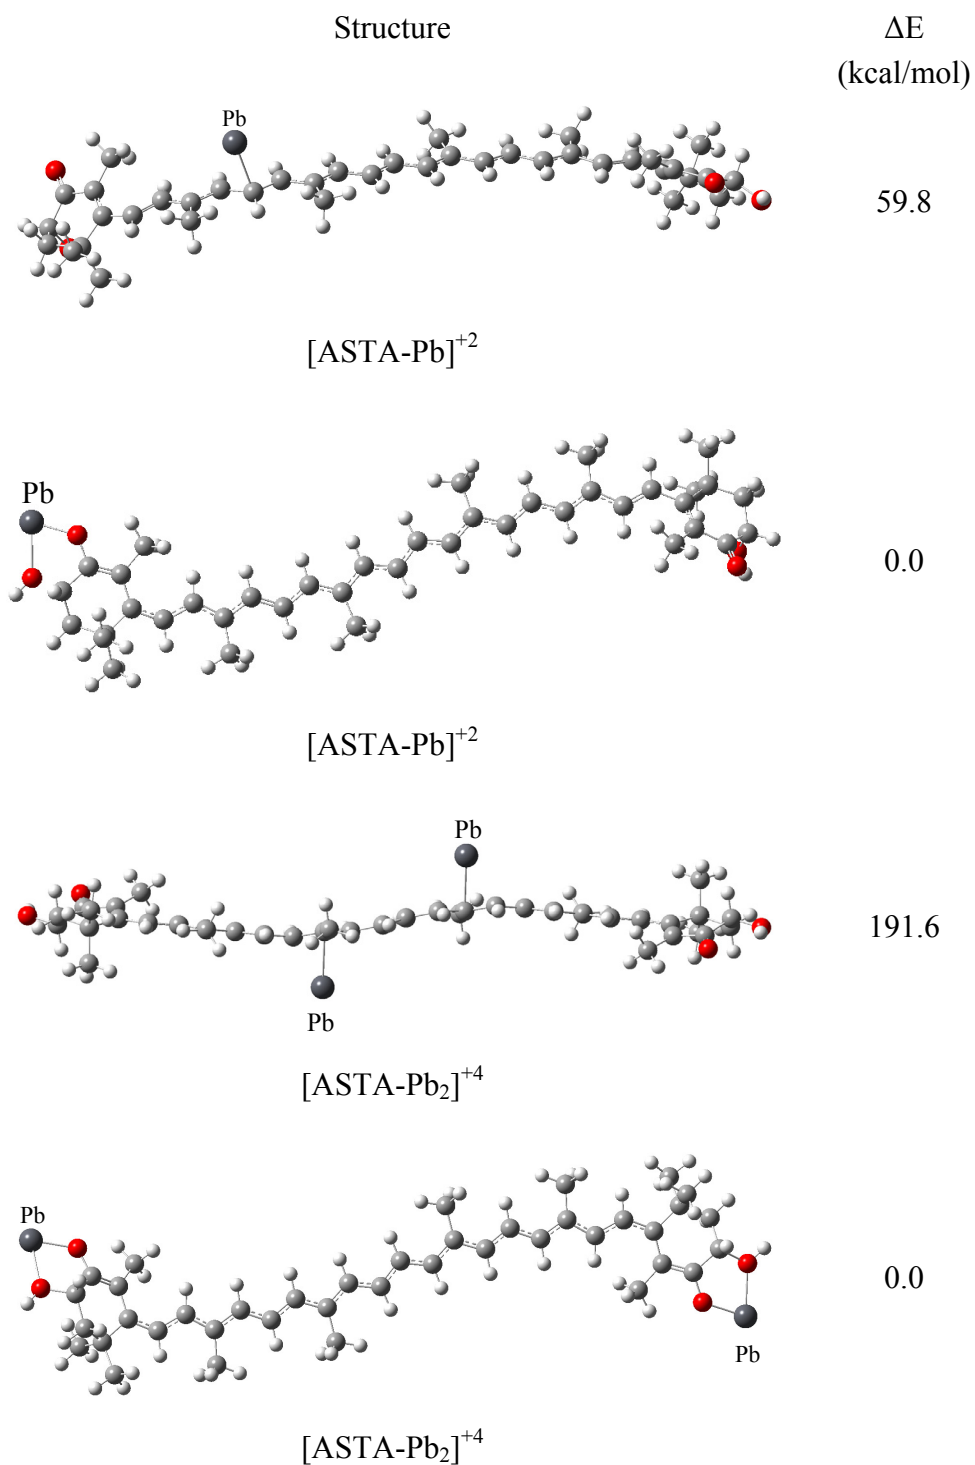 Structure ΔE
(kcal/mol)
Pb
59.8
[ASTA-Pb]⁺²
Pb
0.0
[ASTA-Pb]⁺²
Pb
191.6
Pb
[ASTA-Pb₂]⁺⁴
Pb
0.0
Pb
[ASTA-Pb₂]⁺⁴